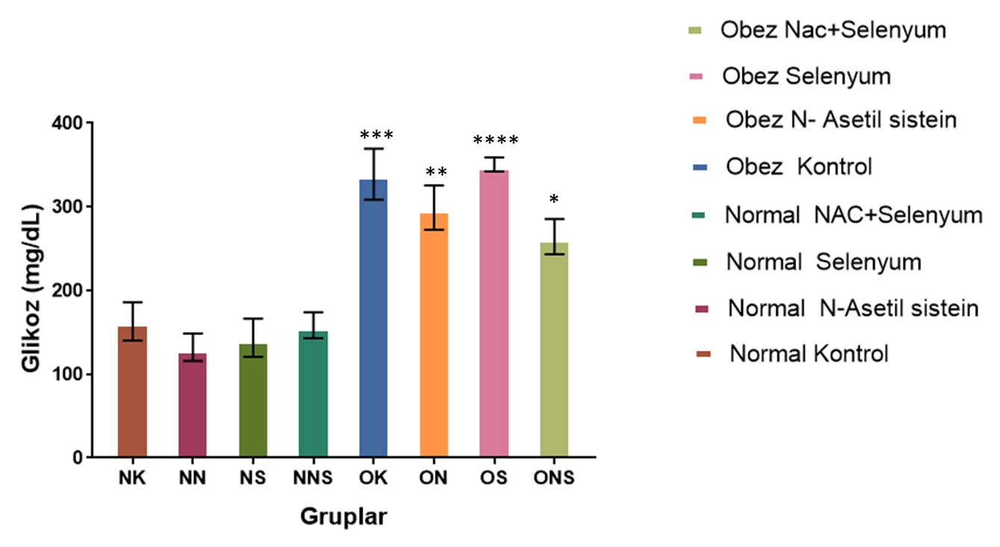 Obez Nac+Selenyum
Obez Selenyum
Obez N- Asetil sistein
Obez Kontrol
Normal NAC+Selenyum
Normal Selenyum
Normal N-Asetil sistein
Normal Kontrol
Glikoz (mg/dL)
400
300
200
100
0
***
**
****
*
NK NN NS NNS OK ON OS ONS
Gruplar